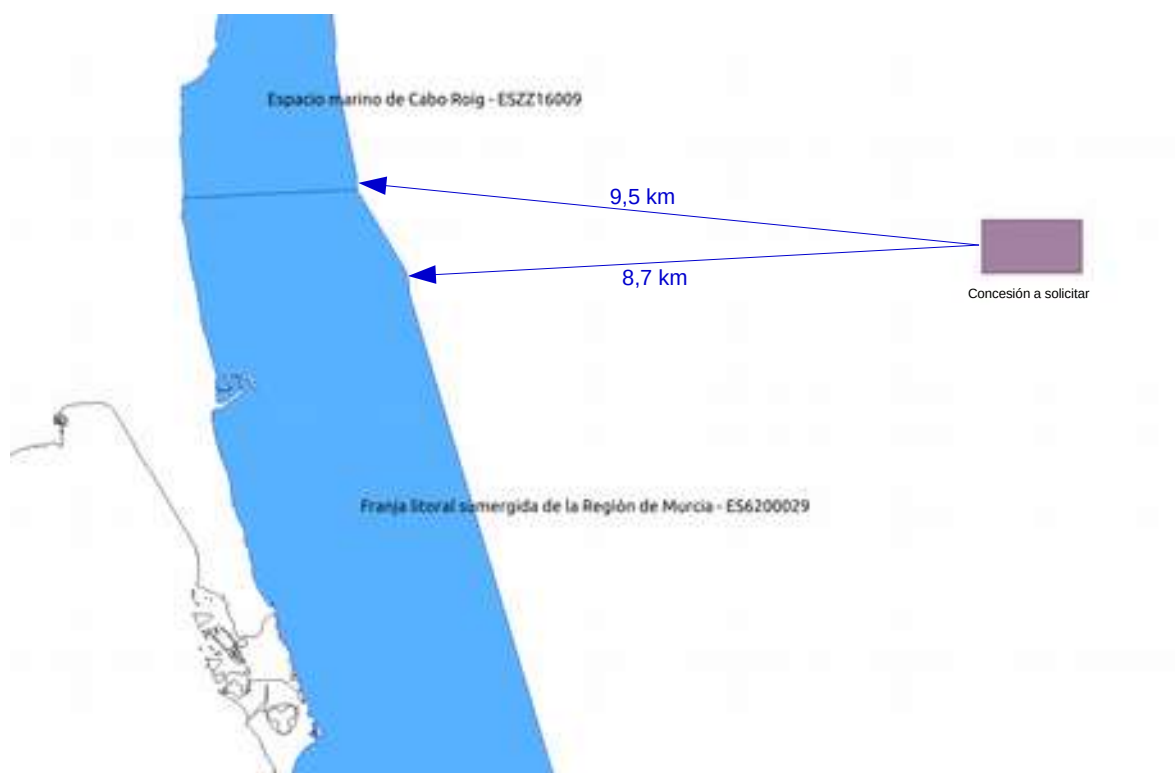 Espacio marino de Cabo Roig - ESZZ16009
9,5 km
8,7 km
Concesión a solicitar
Franja litoral sumergida de la Región de Murcia - ES6200029